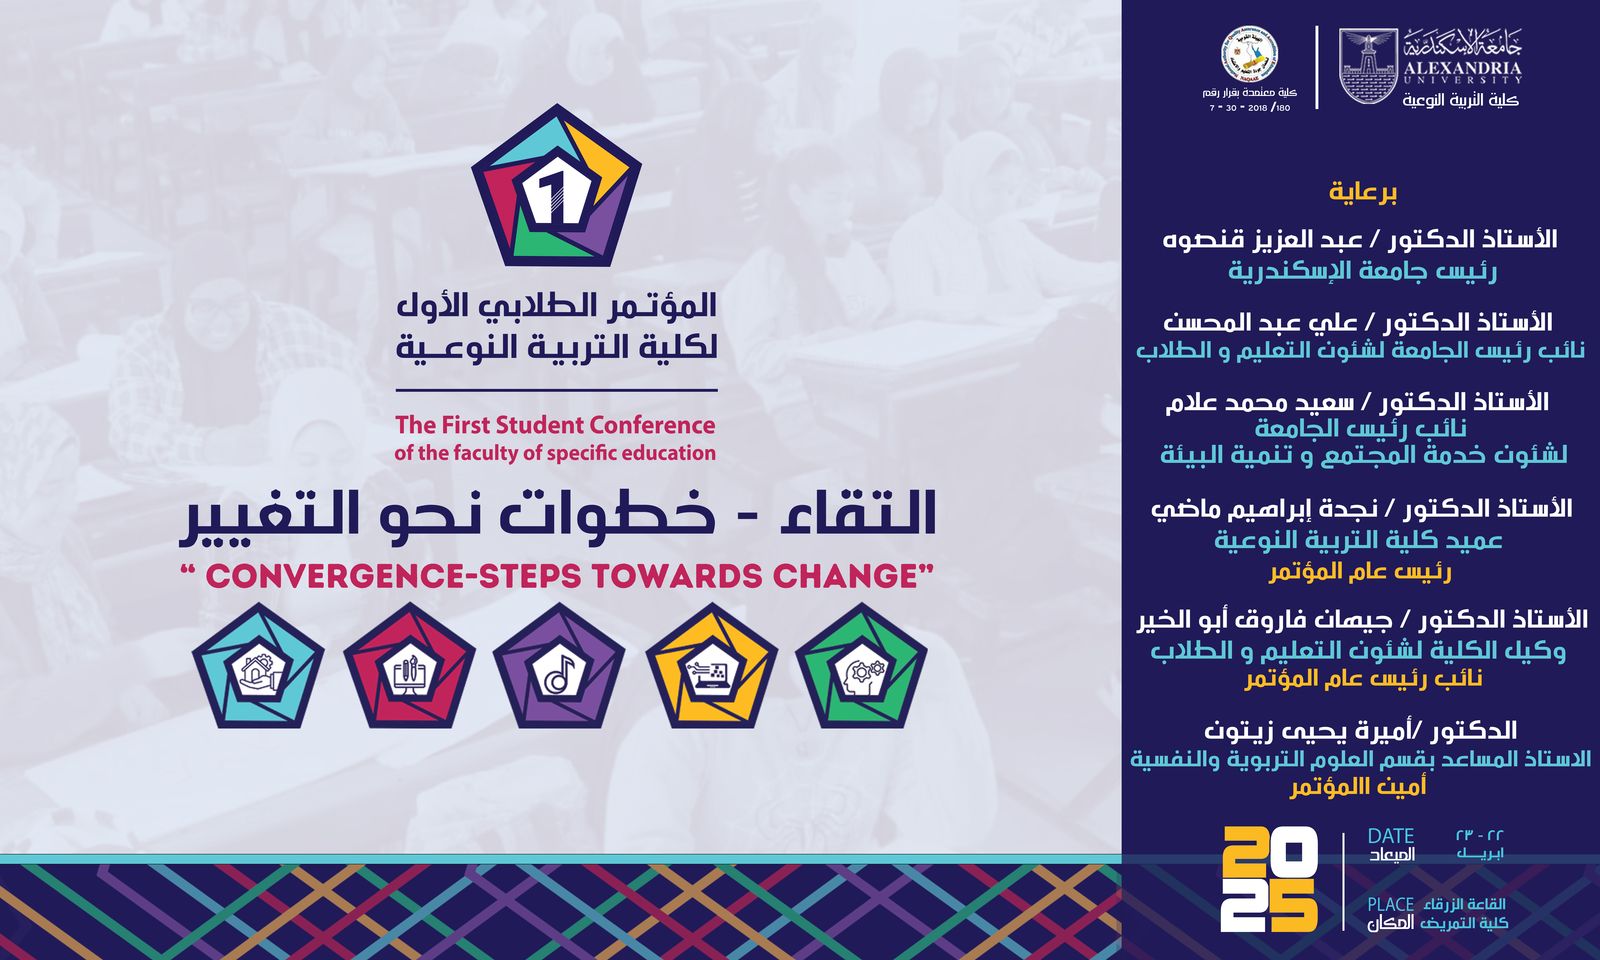 1
المؤتمر الطلابي الأول
لكلية التربية النوعية
The First Student Conference
of the faculty of specific education
التقاء - خطوات نحو التغيير
“ CONVERGENCE-STEPS TOWARDS CHANGE”
جامعة الإسكندرية
ALEXANDRIA
UNIVERSITY
كلية التربية النوعية
كلية معتمدة بقرار رقم
7 - 30 - 2018 /180
برعاية
الأستاذ الدكتور / عبد العزيز قنصوه
رئيس جامعة الإسكندرية
الأستاذ الدكتور / علي عبد المحسن
نائب رئيس الجامعة لشئون التعليم و الطلاب
الأستاذ الدكتور / سعيد محمد علام
نائب رئيس الجامعة
لشئون خدمة المجتمع و تنمية البيئة
الأستاذ الدكتور / نجدة إبراهيم ماضي
عميد كلية التربية النوعية
رئيس عام المؤتمر
الأستاذ الدكتور / جيهان فاروق أبو الخير
وكيل الكلية لشئون التعليم و الطلاب
نائب رئيس عام المؤتمر
الدكتور /أميرة يحيى زيتون
الاستاذ المساعد بقسم العلوم التربوية والنفسية
أمين االمؤتمر
20
25
DATE
الميعاد
٢٢ - ٢٣
ابريل
PLACE
المكان
القاعة الزرقاء
كلية التمريض